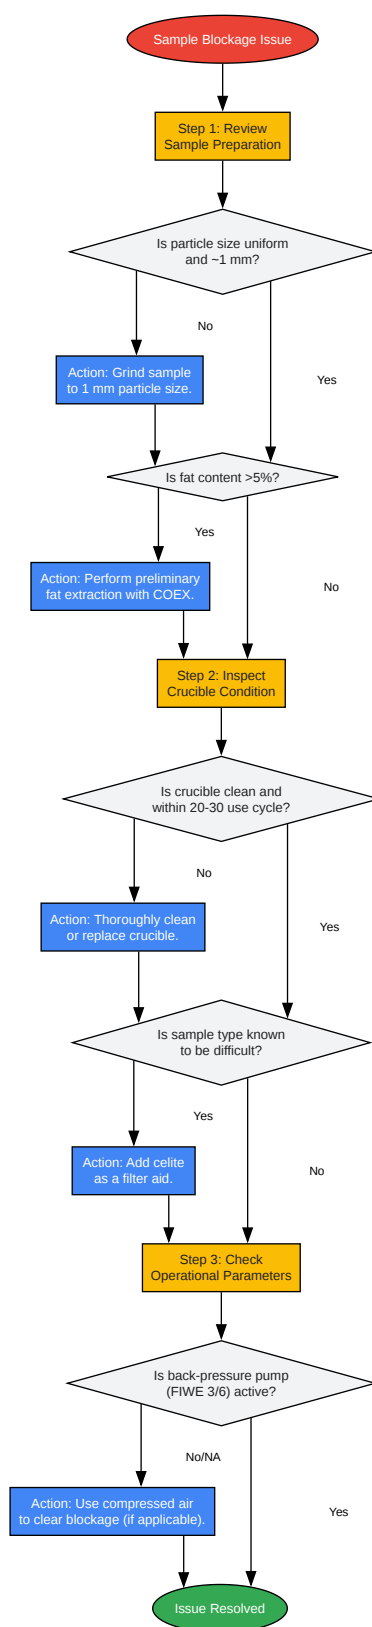 Sample Blockage Issue
Step 1: Review
Sample Preparation
Is particle size uniform
and ~1 mm?
No
Yes
Action: Grind sample
to 1 mm particle size.
Is fat content >5%?
Yes
No
Action: Perform preliminary
fat extraction with COEX.
Step 2: Inspect
Crucible Condition
Is crucible clean and
within 20-30 use cycle?
No
Yes
Action: Thoroughly clean
or replace crucible.
Is sample type known
to be difficult?
Yes
No
Action: Add celite
as a filter aid.
Step 3: Check
Operational Parameters
Is back-pressure pump
(FIWE 3/6) active?
No/NA
Yes
Action: Use compressed air
to clear blockage (if applicable).
Issue Resolved